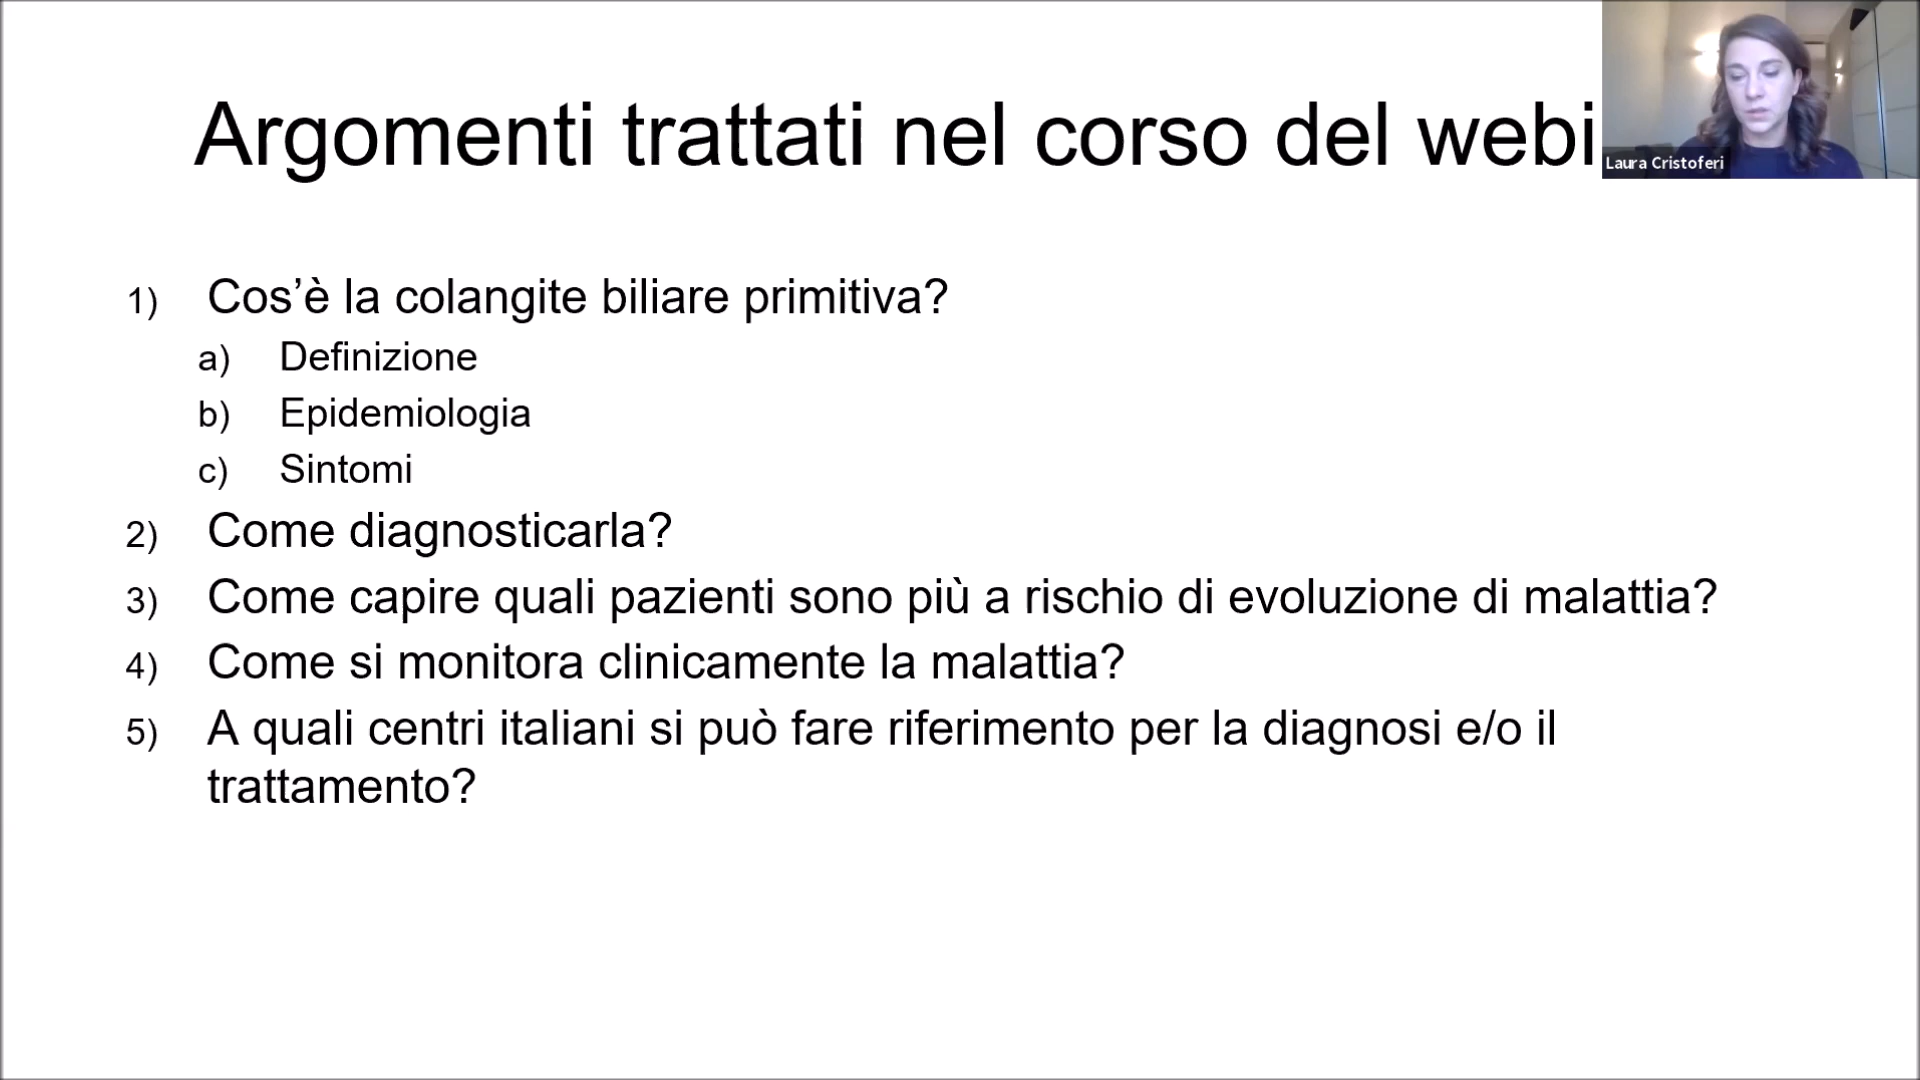 Argomenti trattati nel corso del webi
Laura Cristoferi
1) Cos’è la colangite biliare primitiva?
a) Definizione
b) Epidemiologia
c) Sintomi
2) Come diagnosticarla?
3) Come capire quali pazienti sono più a rischio di evoluzione di malattia?
4) Come si monitora clinicamente la malattia?
5) A quali centri italiani si può fare riferimento per la diagnosi e/o il
trattamento?